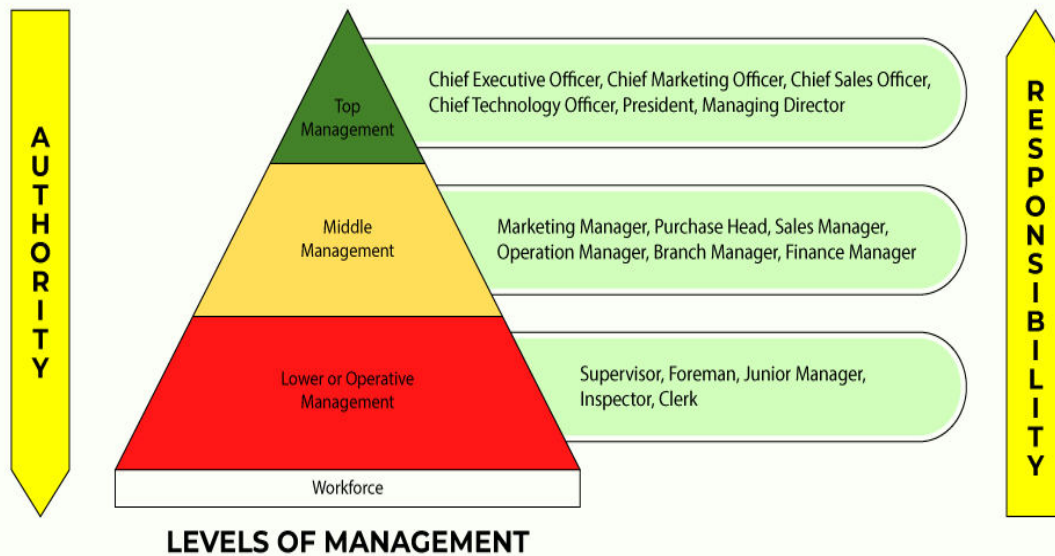 AUTHORITY
Top
Management
Chief Executive Officer, Chief Marketing Officer, Chief Sales Officer,
Chief Technology Officer, President, Managing Director
Middle
Management
Marketing Manager, Purchase Head, Sales Manager,
Operation Manager, Branch Manager, Finance Manager
Lower or Operative
Management
Supervisor, Foreman, Junior Manager,
Inspector, Clerk
Workforce
RESPONSIBILITY
LEVELS OF MANAGEMENT